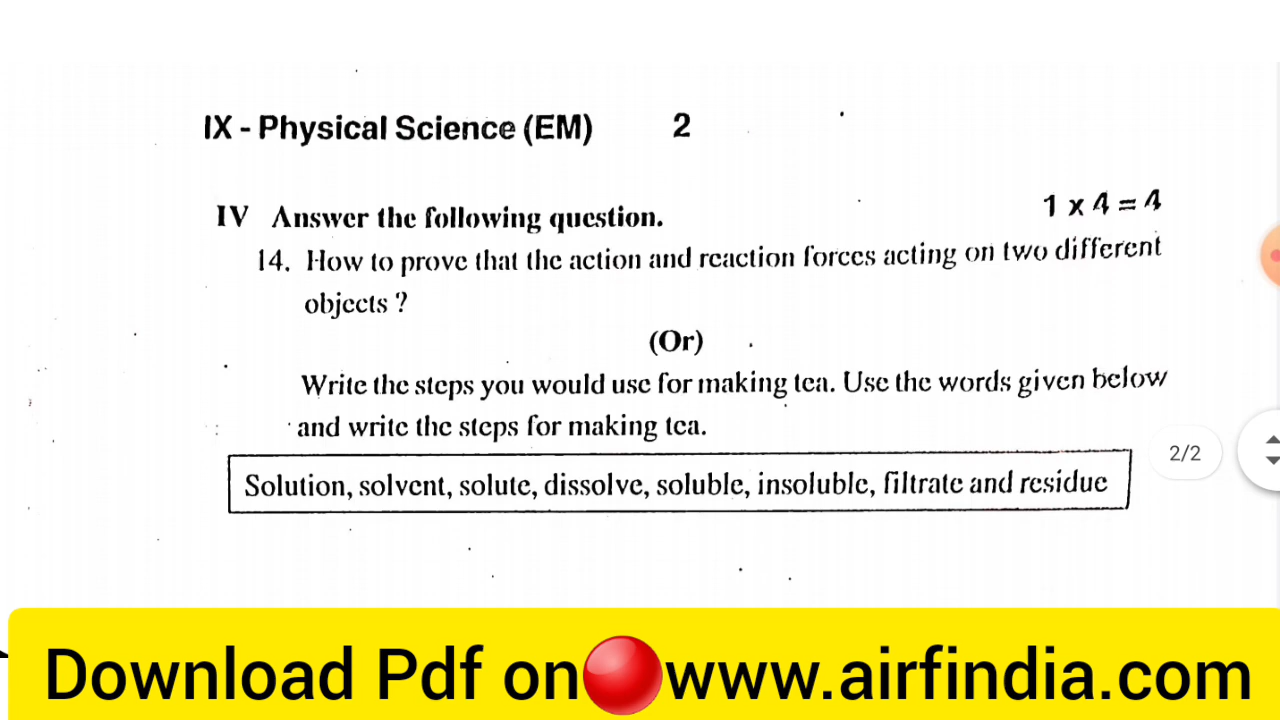 IX - Physical Science (EM) 2
1 x 4 = 4
IV Answer the following question.
14. How to prove that the action and reaction forces acting on two different
objects ?
(Or)
Write the steps you would use for making tea. Use the words given below
and write the steps for making tea.
Solution, solvent, solute, dissolve, soluble, insoluble, filtrate and residue
2/2
Download Pdf on www.airfindia.com